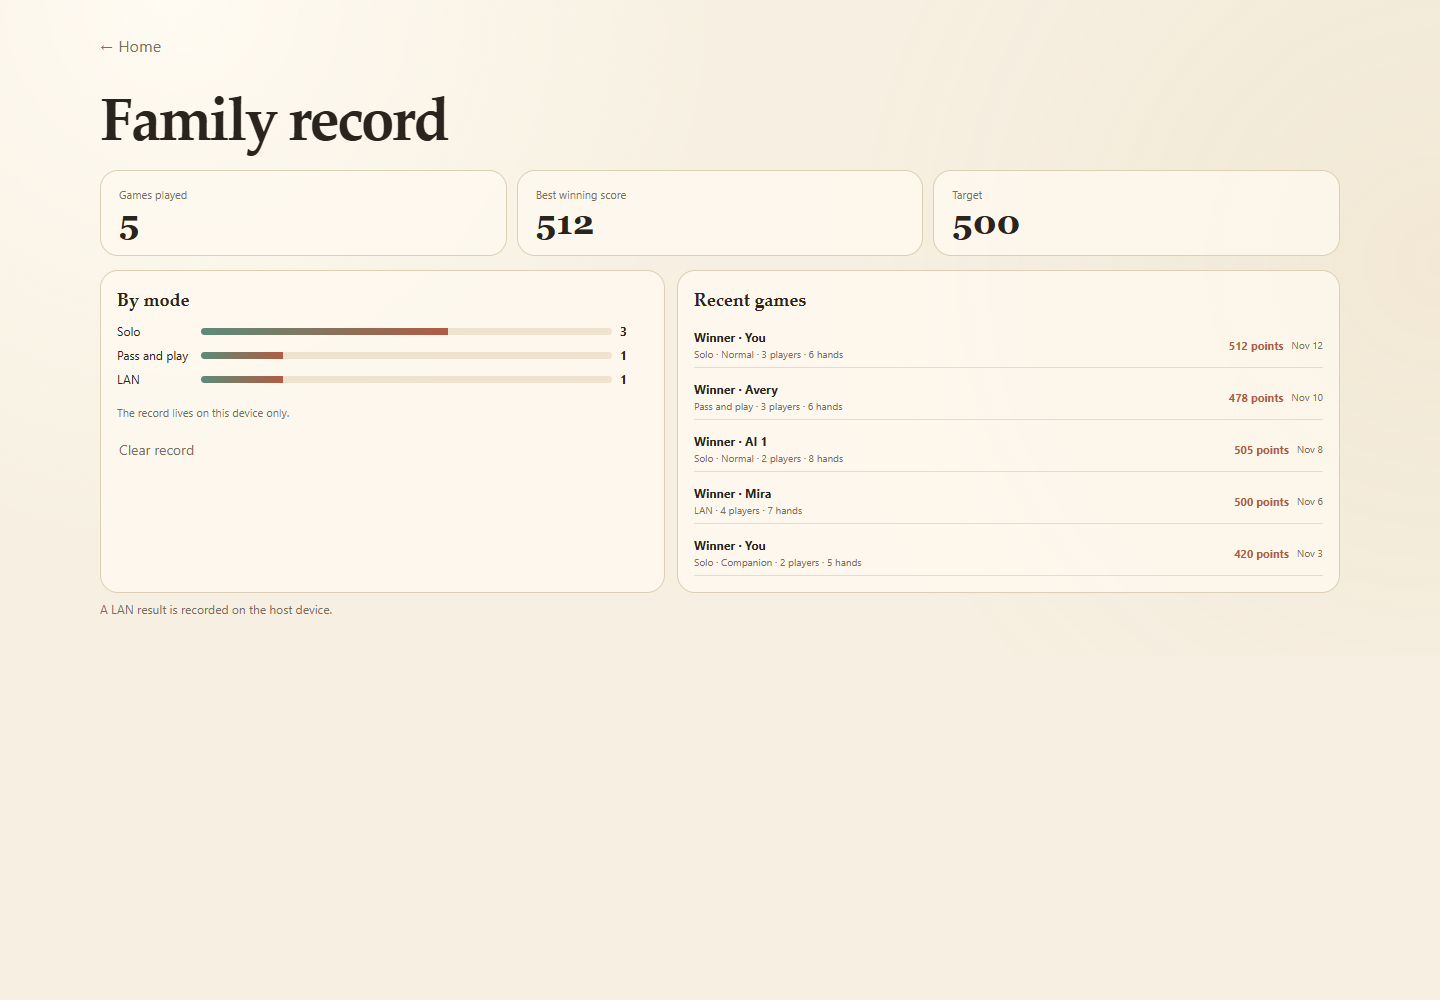 ← Home
Family record
Games played
5
Best winning score
512
Target
500
By mode
Solo 3
Pass and play 1
LAN 1
The record lives on this device only.
Clear record
Recent games
Winner · You
Solo · Normal · 3 players · 6 hands
512 points Nov 12
Winner · Avery
Pass and play · 3 players · 6 hands
478 points Nov 10
Winner · AI 1
Solo · Normal · 2 players · 8 hands
505 points Nov 8
Winner · Mira
LAN · 4 players · 7 hands
500 points Nov 6
Winner · You
Solo · Companion · 2 players · 5 hands
420 points Nov 3
A LAN result is recorded on the host device.